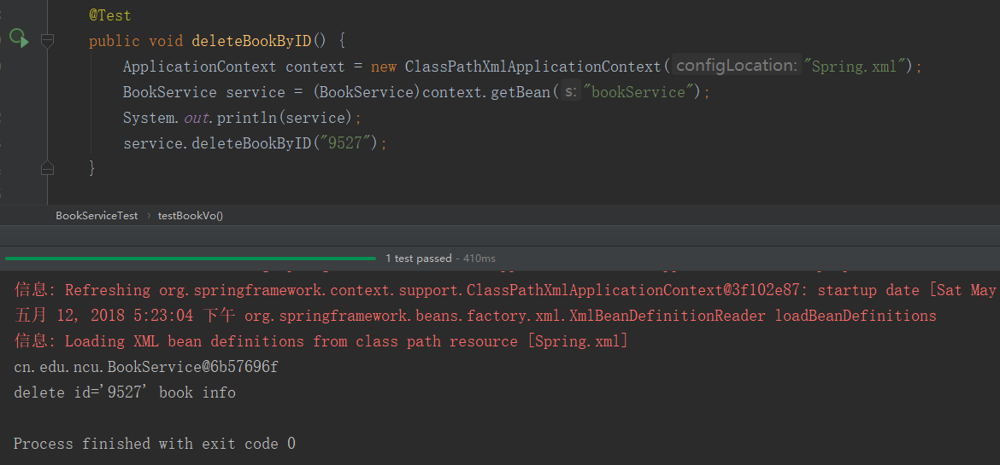 @Test
public void deleteBookByID() {
ApplicationContext context = new ClassPathXmlApplicationContext( configLocation: "Spring.xml");
BookService service = (BookService)context.getBean( s: "bookService");
System.out.println(service);
service.deleteBookByID("9527");
}
BookServiceTest › testBookVo()
1 test passed - 410ms
信息: Refreshing org.springframework.context.support.ClassPathXmlApplicationContext@3f102e87: startup date [Sat May
五月 12, 2018 5:23:04 下午 org.springframework.beans.factory.xml.XmlBeanDefinitionReader loadBeanDefinitions
信息: Loading XML bean definitions from class path resource [Spring.xml]
cn.edu.ncu.BookService@6b57696f
delete id='9527' book info
Process finished with exit code 0